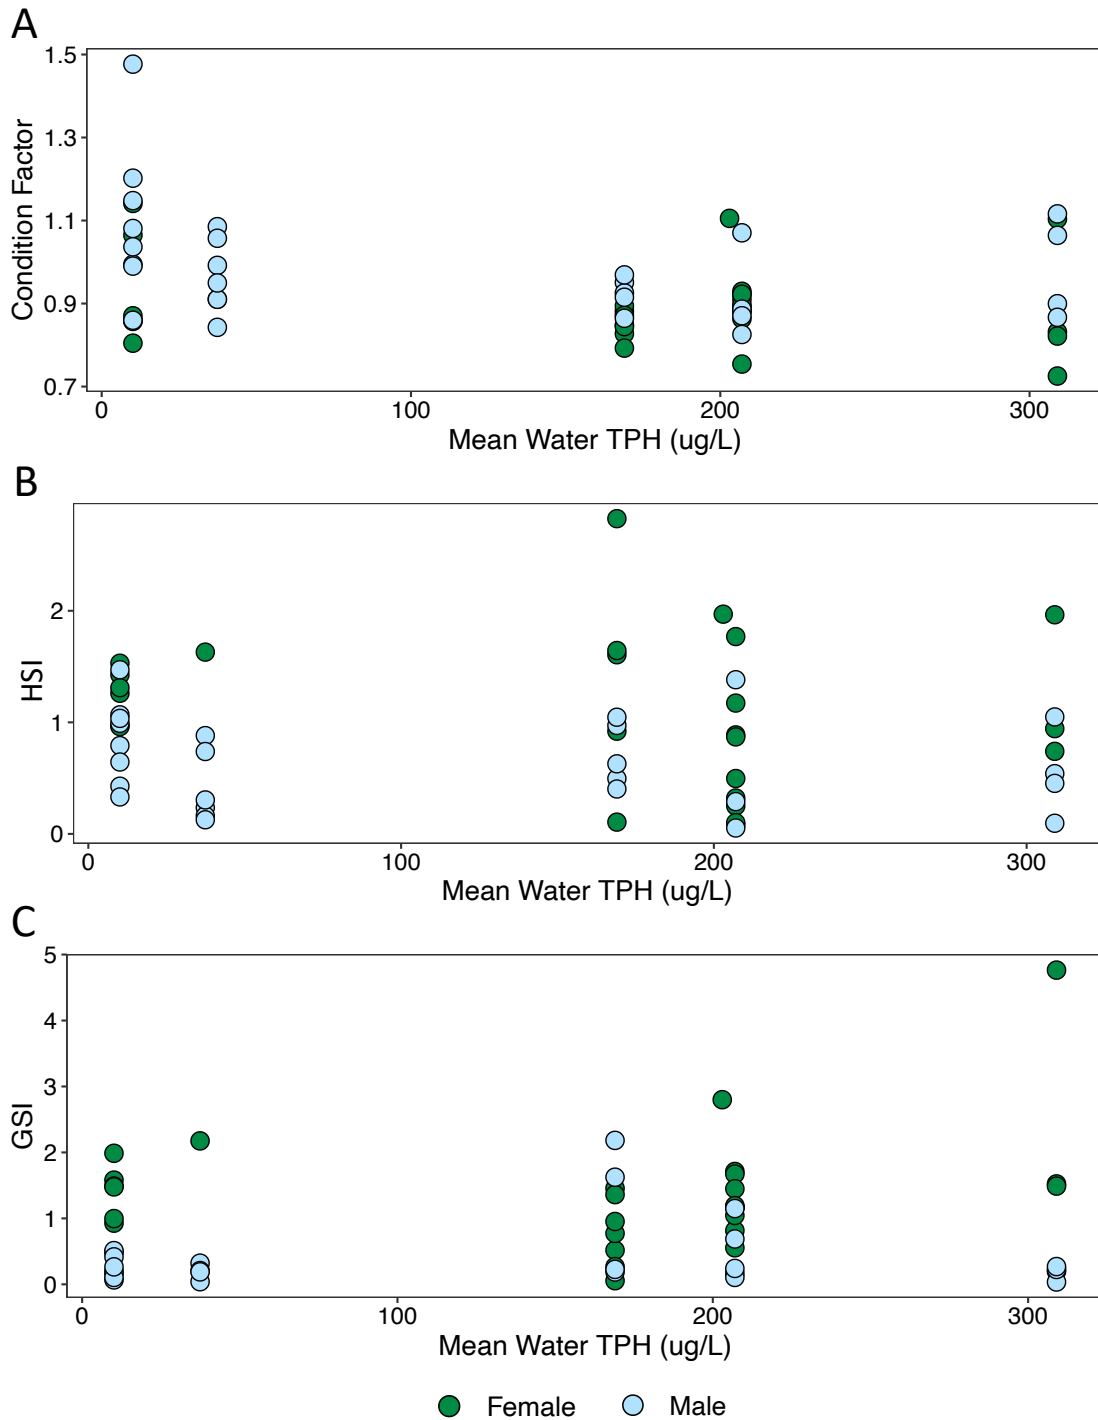 A
1.5
1.3
1.1
0.9
0.7
Condition Factor
0 100 200 300
Mean Water TPH (ug/L)
B
2
1
0
HSI
0 100 200 300
Mean Water TPH (ug/L)
C
5
4
3
2
1
0
GSI
0 100 200 300
Mean Water TPH (ug/L)
Female Male